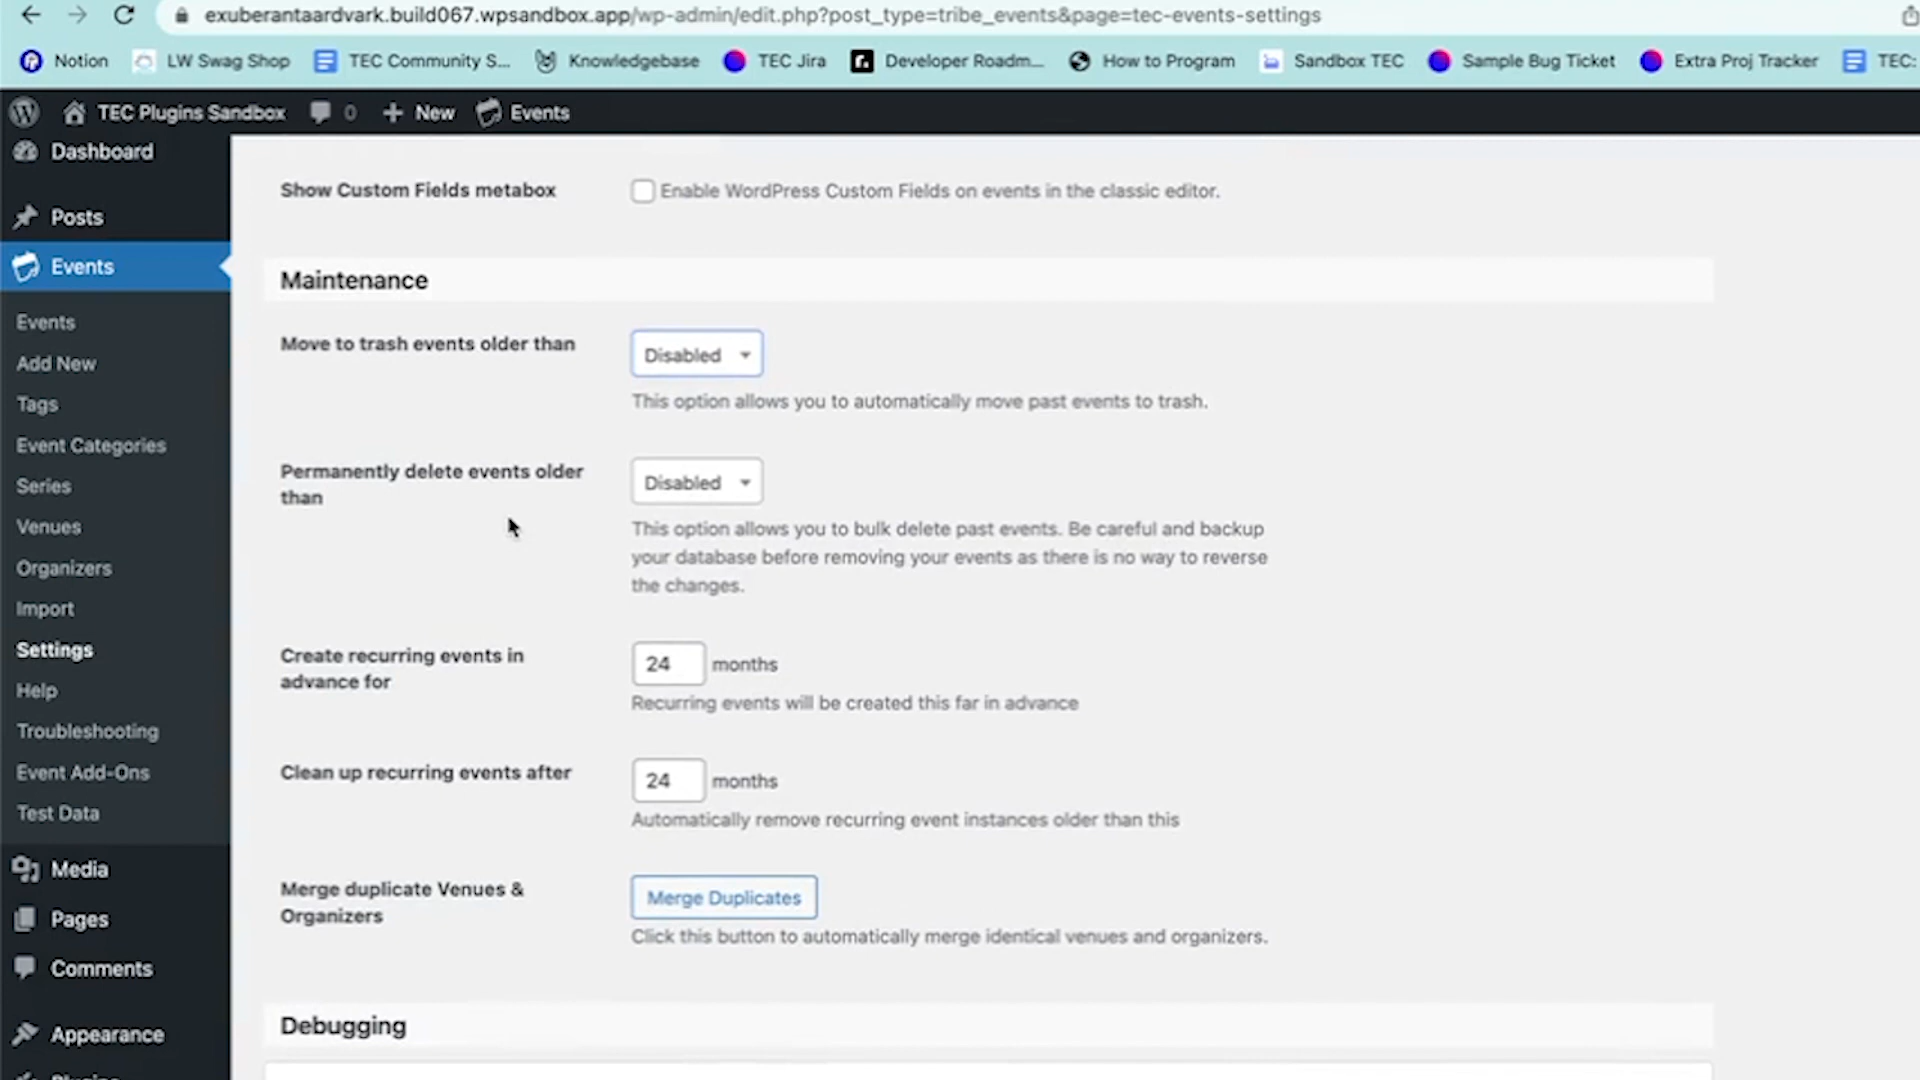 exuberantaardvark.build067.wpsandbox.app/wp-admin/edit.php?post_type=tribe_events&page=tec-events-settings
Notion LW Swag Shop TEC Community S... Knowledgebase TEC Jira Developer Roadm... How to Program Sandbox TEC Sample Bug Ticket Extra Proj Tracker TEC:
TEC Plugins Sandbox 0 + New Events
Dashboard
Posts
Events
Events
Add New
Tags
Event Categories
Series
Venues
Organizers
Import
Settings
Help
Troubleshooting
Event Add-Ons
Test Data
Media
Pages
Comments
Appearance
Show Custom Fields metabox
Enable WordPress Custom Fields on events in the classic editor.
Maintenance
Move to trash events older than
Disabled
This option allows you to automatically move past events to trash.
Permanently delete events older
than
Disabled
This option allows you to bulk delete past events. Be careful and backup
your database before removing your events as there is no way to reverse
the changes.
Create recurring events in
advance for
24 months
Recurring events will be created this far in advance
Clean up recurring events after
24 months
Automatically remove recurring event instances older than this
Merge duplicate Venues &
Organizers
Merge Duplicates
Click this button to automatically merge identical venues and organizers.
Debugging